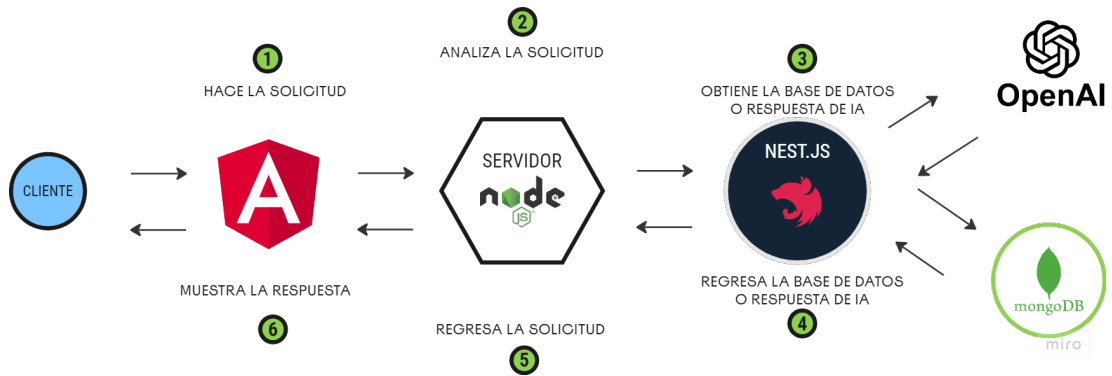 1
HACE LA SOLICITUD
2
ANALIZA LA SOLICITUD
3
OBTIENE LA BASE DE DATOS
O RESPUESTA DE IA
OpenAI
CLIENTE
A
SERVIDOR
node
JS
NEST.JS
mongoDB
REGRESA LA BASE DE DATOS
O RESPUESTA DE IA
4
REGRESA LA SOLICITUD
5
MUESTRA LA RESPUESTA
6
miro